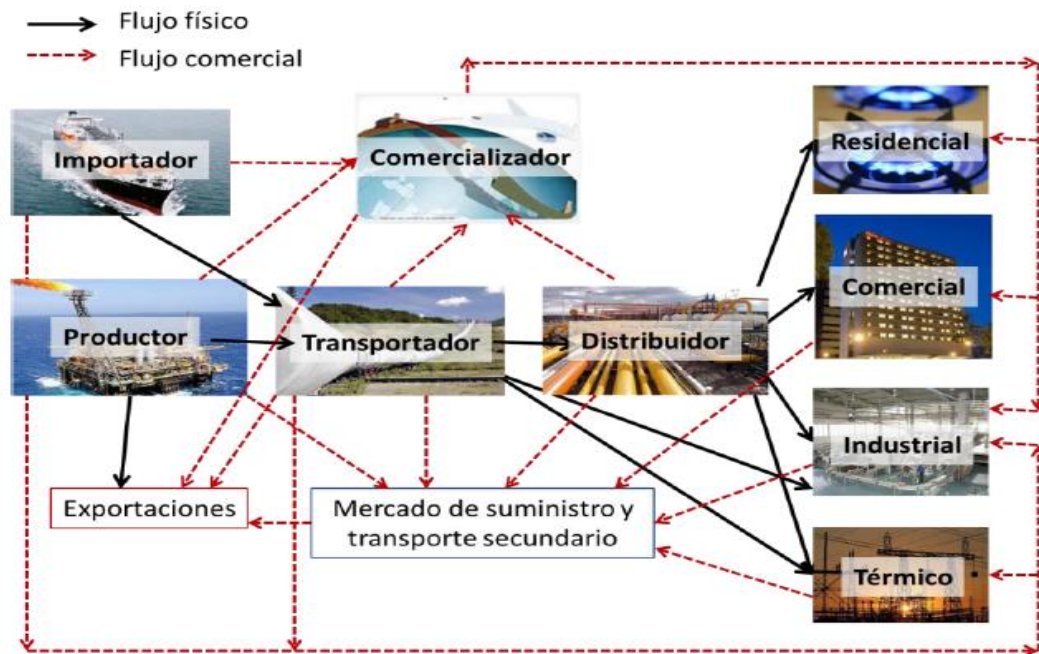 Flujo físico
Flujo comercial
Importador
Comercializador
Residencial
Comercial
Productor
Transportador
Distribuidor
Industrial
Exportaciones
Mercado de suministro y
transporte secundario
Térmico